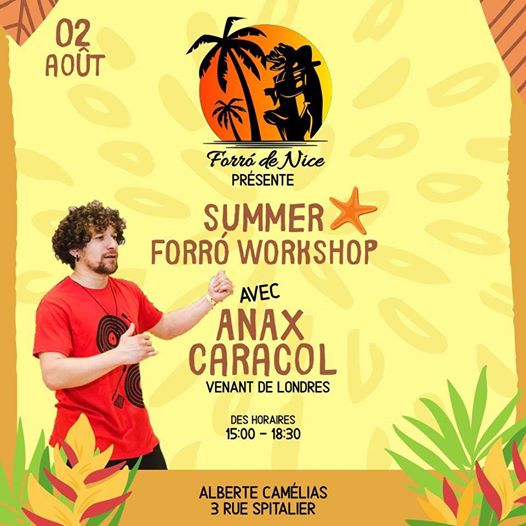 02
AOÛT
Forró de Nice
PRÉSENTE
SUMMER
FORRÓ WORKSHOP
AVEC
ANAX
CARACOL
VENANT DE LONDRES
DES HORAIRES
15:00 - 18:30
ALBERTE CAMÉLIAS
3 RUE SPITALIER